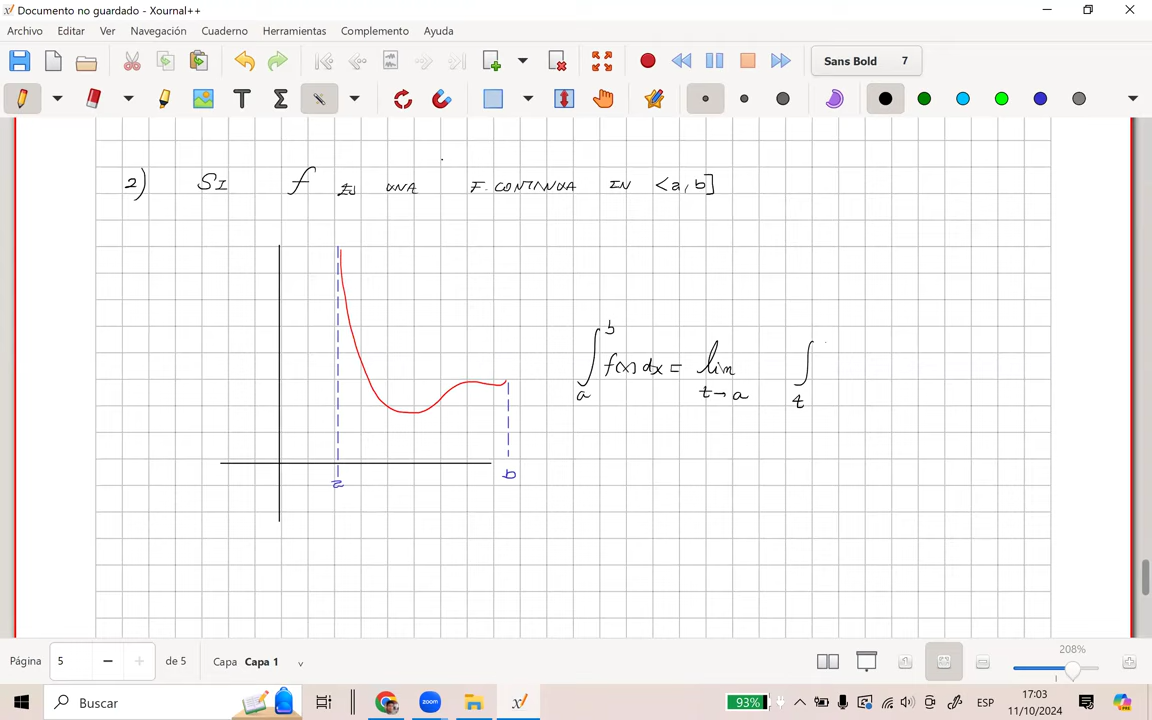 Documento no guardado - Xournal++
Archivo Editar Ver Navegación Cuaderno Herramientas Complemento Ayuda
Sans Bold 7
2) SI f ES UNA F. CONTINUA EN <a, b]
b
∫ f(x) dx = lim ∫
a t→a t
a b
Página 5 de 5 Capa Capa 1 208%
Buscar 93% ESP 17:03
11/10/2024